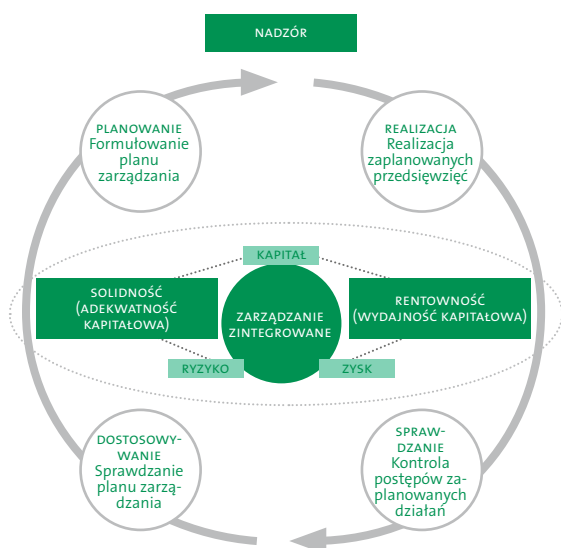 NADZÓR
PLANOWANIE
Formułowanie
planu
zarządzania
REALIZACJA
Realizacja
zaplanowanych
przedsięwzięć
KAPITAŁ
SOLIDNOŚĆ
(ADEKWATNOŚĆ
KAPITAŁOWA)
ZARZĄDZANIE
ZINTEGROWANE
RENTOWNOŚĆ
(WYDAJNOŚĆ KAPITAŁOWA)
RYZYKO
ZYSK
DOSTOSOWY-
WANIE
Sprawdzanie
planu zarzą-
dzania
SPRAW-
DZANIE
Kontrola
postępów za-
planowanych
działań